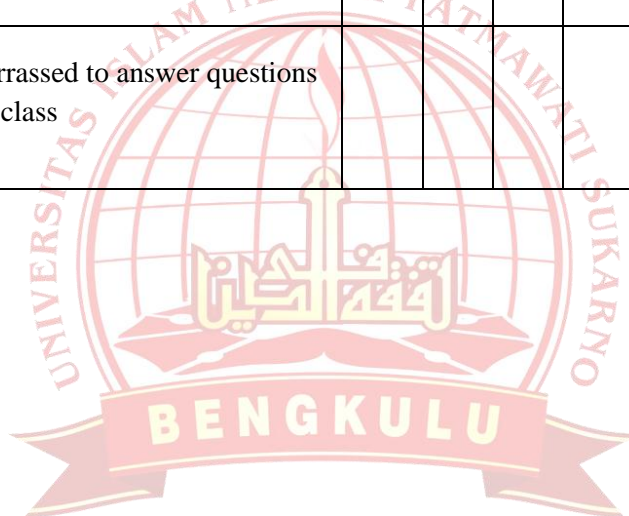 rrassed to answer questions
class
UNIVERSITAS ISLAM FATMAWATI SUKARNO
BENGKULU